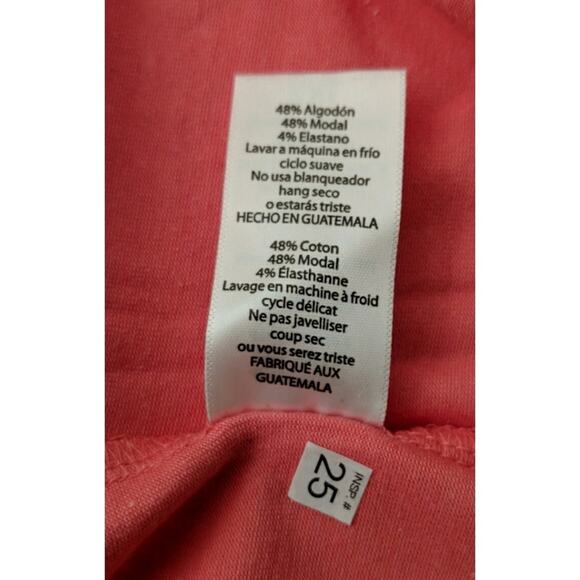 48% Algodón
48% Modal
4% Elastano
Lavar a máquina en frío
ciclo suave
No usa blanqueador
hang seco
o estarás triste
HECHO EN GUATEMALA
48% Coton
48% Modal
4% Élasthanne
Lavage en machine à froid
cycle délicat
Ne pas javelliser
coup sec
ou vous serez triste
FABRIQUÉ AUX
GUATEMALA
INSP. #
25